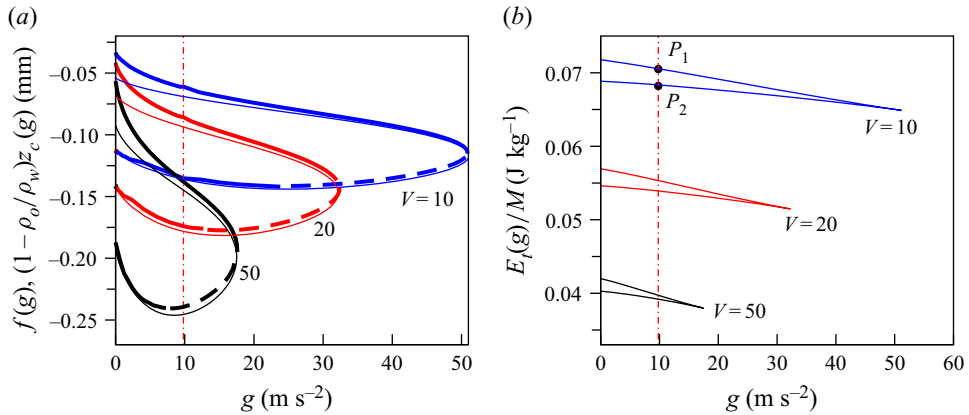 (a)
f(g), (1 – ρo/ρw)zc(g) (mm)
–0.05
–0.10
–0.15
–0.20
–0.25
V = 10
20
50
0
10
20
30
40
50
g (m s–2)
(b)
Et(g)/M (J kg–1)
0.07
0.06
0.05
0.04
P1
P2
V = 10
V = 20
V = 50
0
10
20
30
40
50
60
g (m s–2)